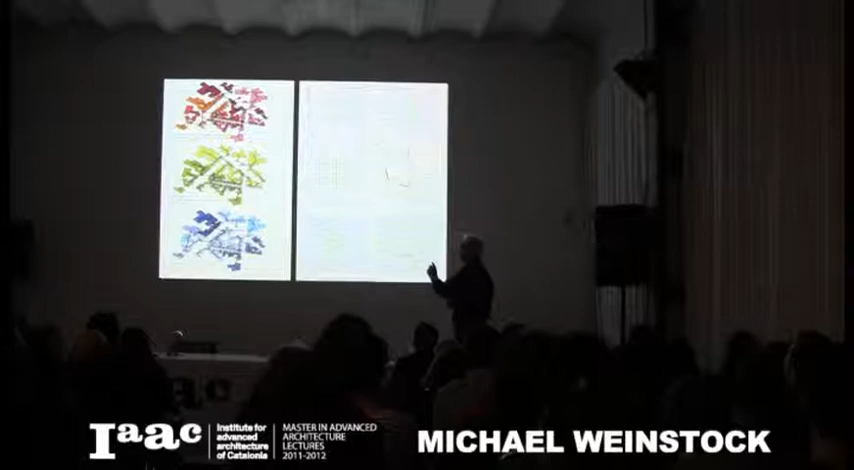 Iaac
Institute for
advanced
architecture
of Catalonia
MASTER IN ADVANCED
ARCHITECTURE
LECTURES
2011-2012
MICHAEL WEINSTOCK